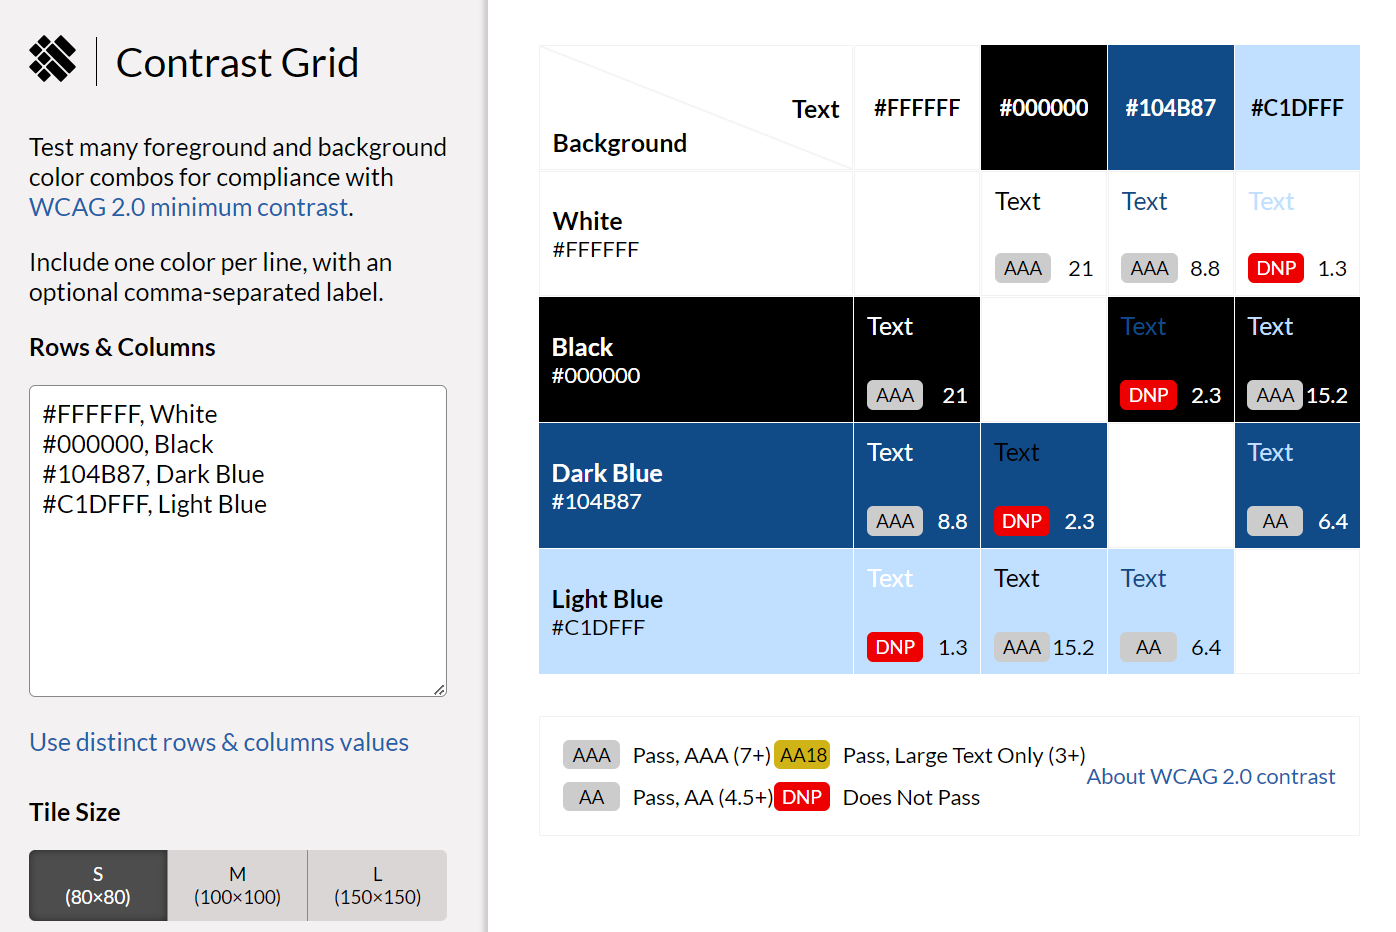 Contrast Grid
Test many foreground and background
color combos for compliance with
WCAG 2.0 minimum contrast.
Include one color per line, with an
optional comma-separated label.
Rows & Columns
#FFFFFF, White
#000000, Black
#104B87, Dark Blue
#C1DFFF, Light Blue
Use distinct rows & columns values
Tile Size
S
(80×80)
M
(100×100)
L
(150×150)
Text
Background
#FFFFFF
#000000
#104B87
#C1DFFF
White
#FFFFFF
Text
AAA 21
Text
AAA 8.8
Text
DNP 1.3
Black
#000000
Text
AAA 21
Text
DNP 2.3
Text
AAA 15.2
Dark Blue
#104B87
Text
AAA 8.8
Text
DNP 2.3
Text
AA 6.4
Light Blue
#C1DFFF
Text
DNP 1.3
Text
AAA 15.2
Text
AA 6.4
AAA Pass, AAA (7+)
AA18 Pass, Large Text Only (3+)
AA Pass, AA (4.5+)
DNP Does Not Pass
About WCAG 2.0 contrast